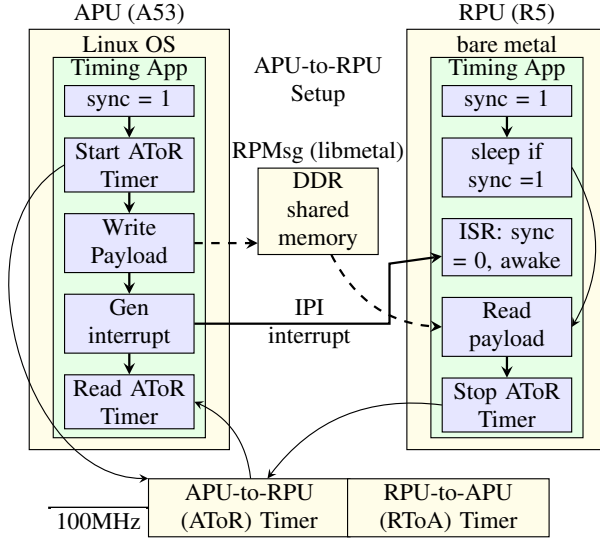 APU (A53)
Linux OS
Timing App
sync = 1
Start AToR
Timer
Write
Payload
Gen
interrupt
Read AToR
Timer
APU-to-RPU
Setup
RPMsg (libmetal)
DDR
shared
memory
IPI
interrupt
RPU (R5)
bare metal
Timing App
sync = 1
sleep if
sync =1
ISR: sync
= 0, awake
Read
payload
Stop AToR
Timer
100MHz
APU-to-RPU
(AToR) Timer
RPU-to-APU
(RToA) Timer